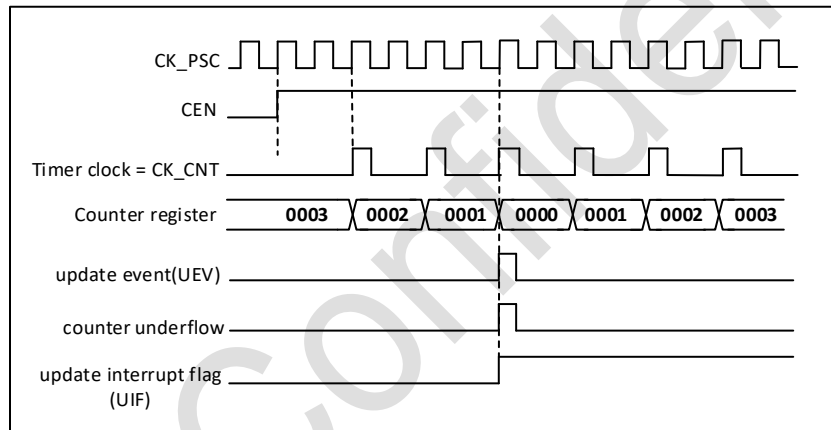 CK_PSC
CEN
Timer clock = CK_CNT
Counter register 0003 0002 0001 0000 0001 0002 0003
update event(UEV)
counter underflow
update interrupt flag
(UIF)